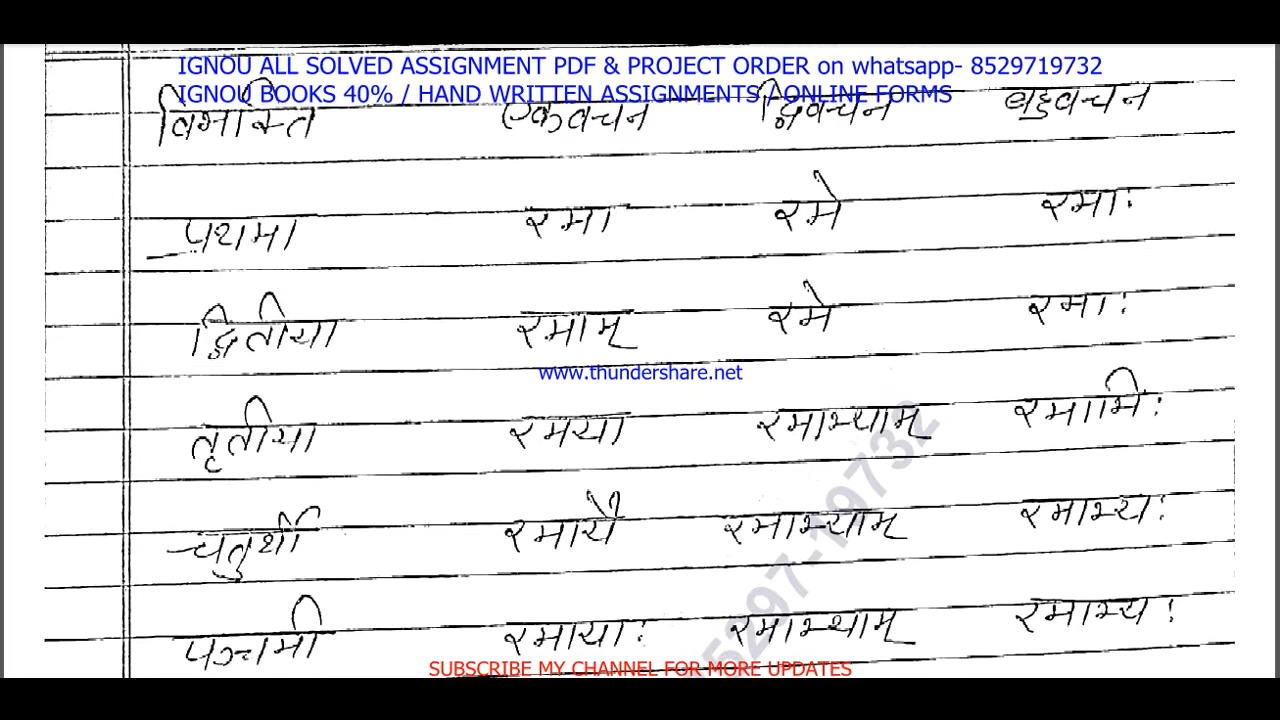 IGNOU ALL SOLVED ASSIGNMENT PDF & PROJECT ORDER on whatsapp- 8529719732
IGNOU BOOKS 40% / HAND WRITTEN ASSIGNMENTS / ONLINE FORMS
विभक्ति एकवचन द्विवचन बहुवचन
प्रथमा रमा रमे रमाः
द्वितीया रमाम् रमे रमाः
www.thundershare.net
तृतीया रमया रमाभ्याम् रमाभिः
चतुर्थी रमायै रमाभ्याम् रमाभ्यः
पञ्चमी रमायाः रमाभ्याम् रमाभ्यः
5297-19732
SUBSCRIBE MY CHANNEL FOR MORE UPDATES